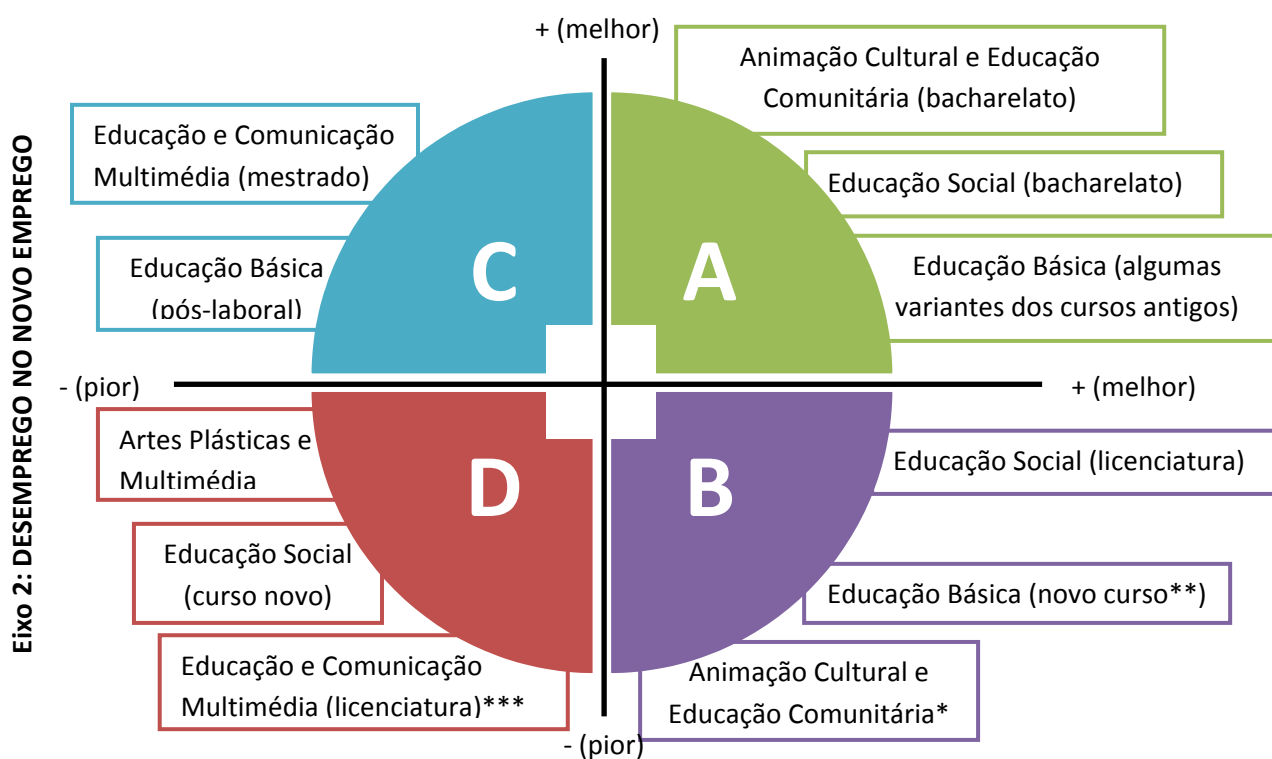 + (melhor)
Animação Cultural e Educação
Comunitária (bacharelato)
Educação e Comunicação
Multimédia (mestrado)
Educação Social (bacharelato)
Educação Básica
(pós-laboral)
C
A
Educação Básica (algumas
variantes dos cursos antigos)
- (pior)
+ (melhor)
Artes Plásticas e
Multimédia
D
B
Educação Social (licenciatura)
Educação Social
(curso novo)
Educação Básica (novo curso**)
Educação e Comunicação
Multimédia (licenciatura)***
Animação Cultural e
Educação Comunitária*
- (pior)
Eixo 2: DESEMPREGO NO NOVO EMPREGO